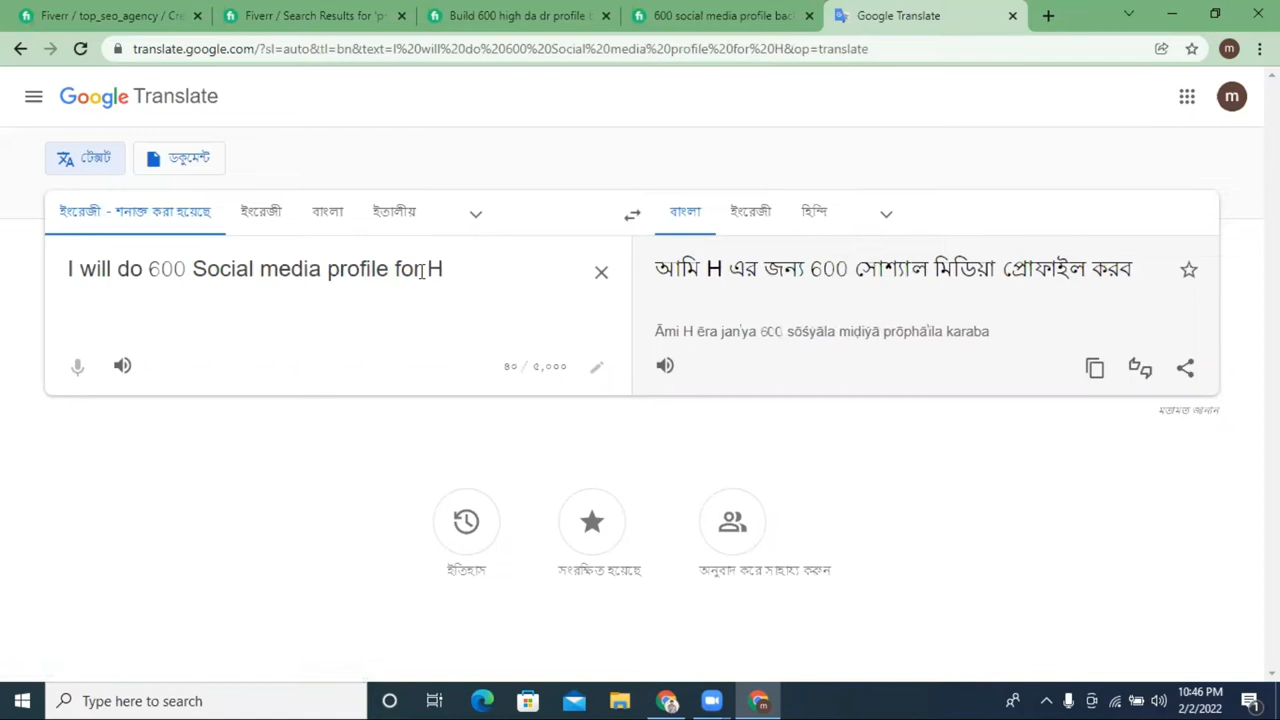 Fiverr / top_seo_agency / Cre
Fiverr / Search Results for 'pr
Build 600 high da dr profile b
600 social media profile bac
Google Translate
translate.google.com/?sl=auto&tl=bn&text=I%20will%20do%20600%20Social%20media%20profile%20for%20H&op=translate
m
Google Translate
m
টেক্সট
ডকুমেন্ট
ইংরেজী - শনাক্ত করা হয়েছে
ইংরেজী
বাংলা
ইতালীয়
বাংলা
ইংরেজী
হিন্দি
I will do 600 Social media profile for H
আমি H এর জন্য 600 সোশ্যাল মিডিয়া প্রোফাইল করব
Āmi H ēra jan'ya 600 sōśyāla miḍiẏā prōphā'ila karaba
৪০ / ৫,০০০
মতামত জানান
ইতিহাস
সংরক্ষিত হয়েছে
অনুবাদ করে সাহায্য করুন
Type here to search
10:46 PM
2/2/2022
1